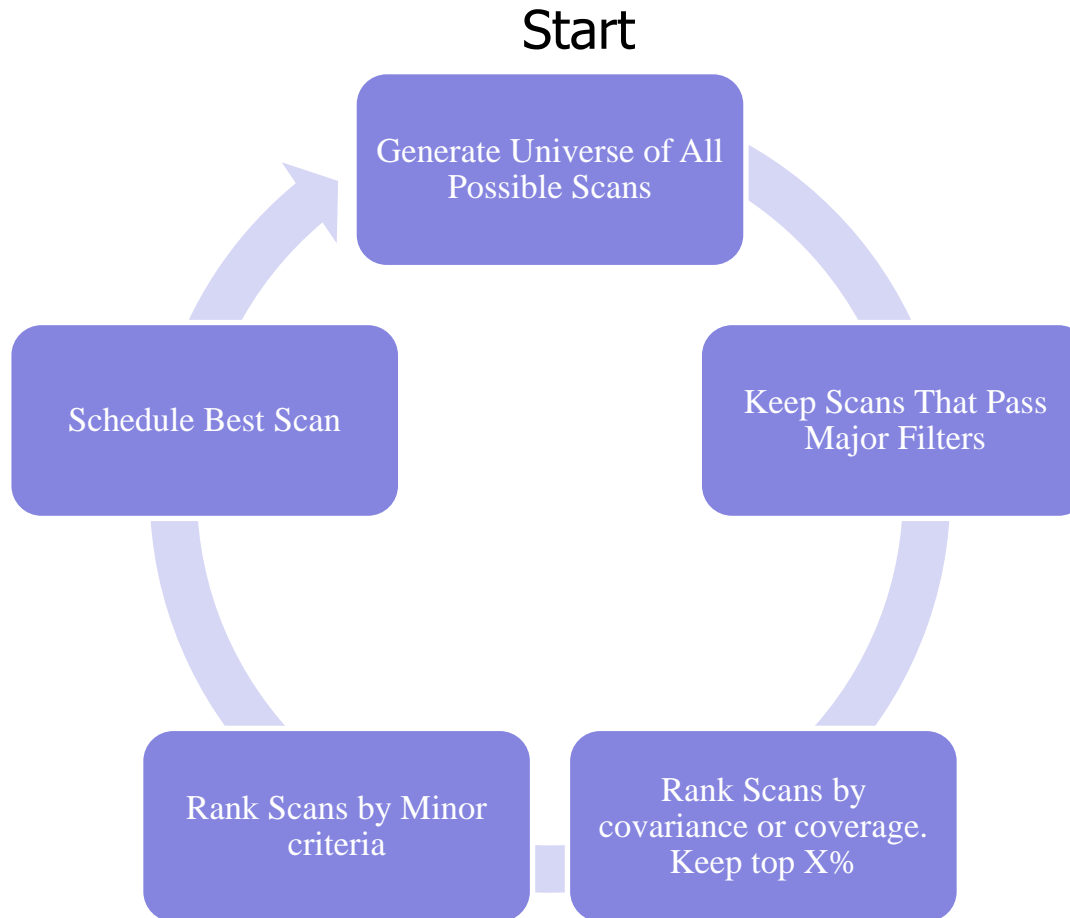 Start
Generate Universe of All
Possible Scans
Keep Scans That Pass
Major Filters
Rank Scans by
covariance or coverage.
Keep top X%
Rank Scans by Minor
criteria
Schedule Best Scan